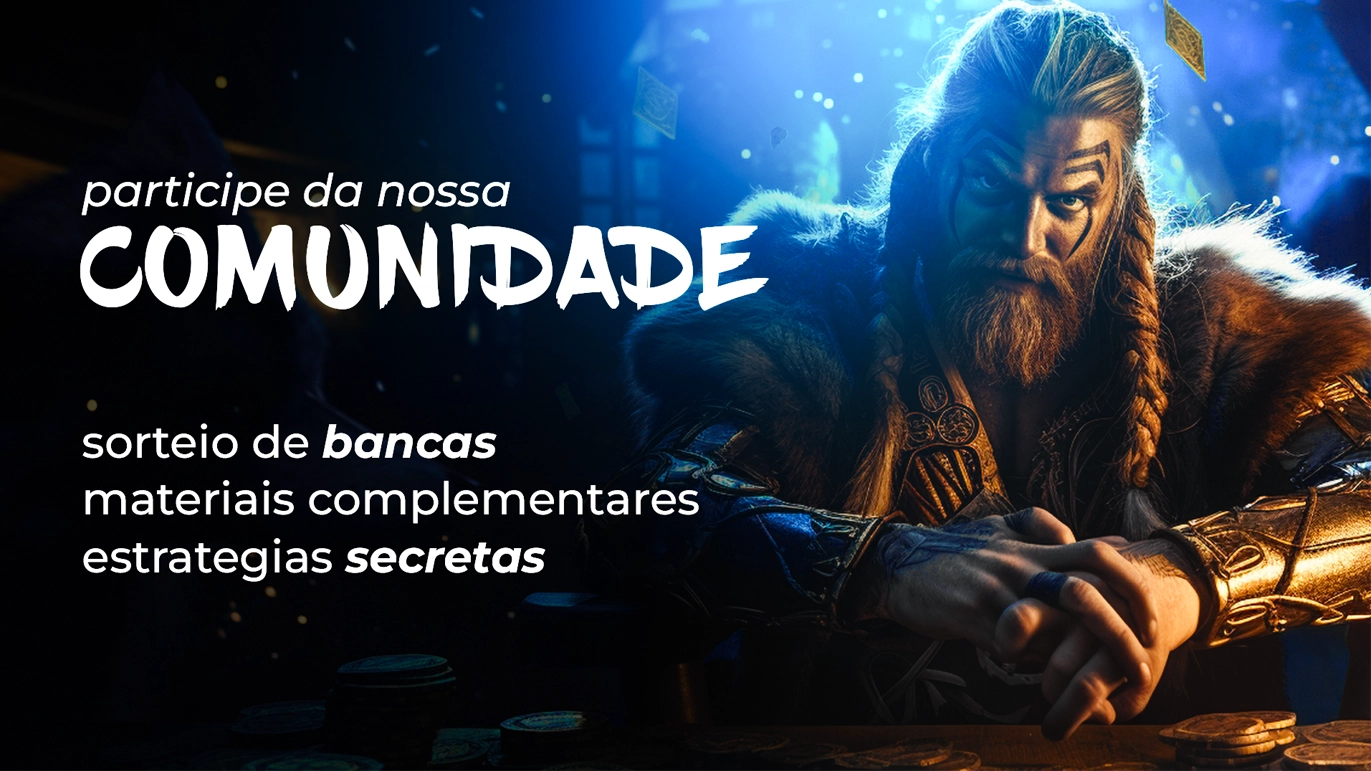 participe da nossa
COMUNIDADE
sorteio de bancas
materiais complementares
estrategias secretas